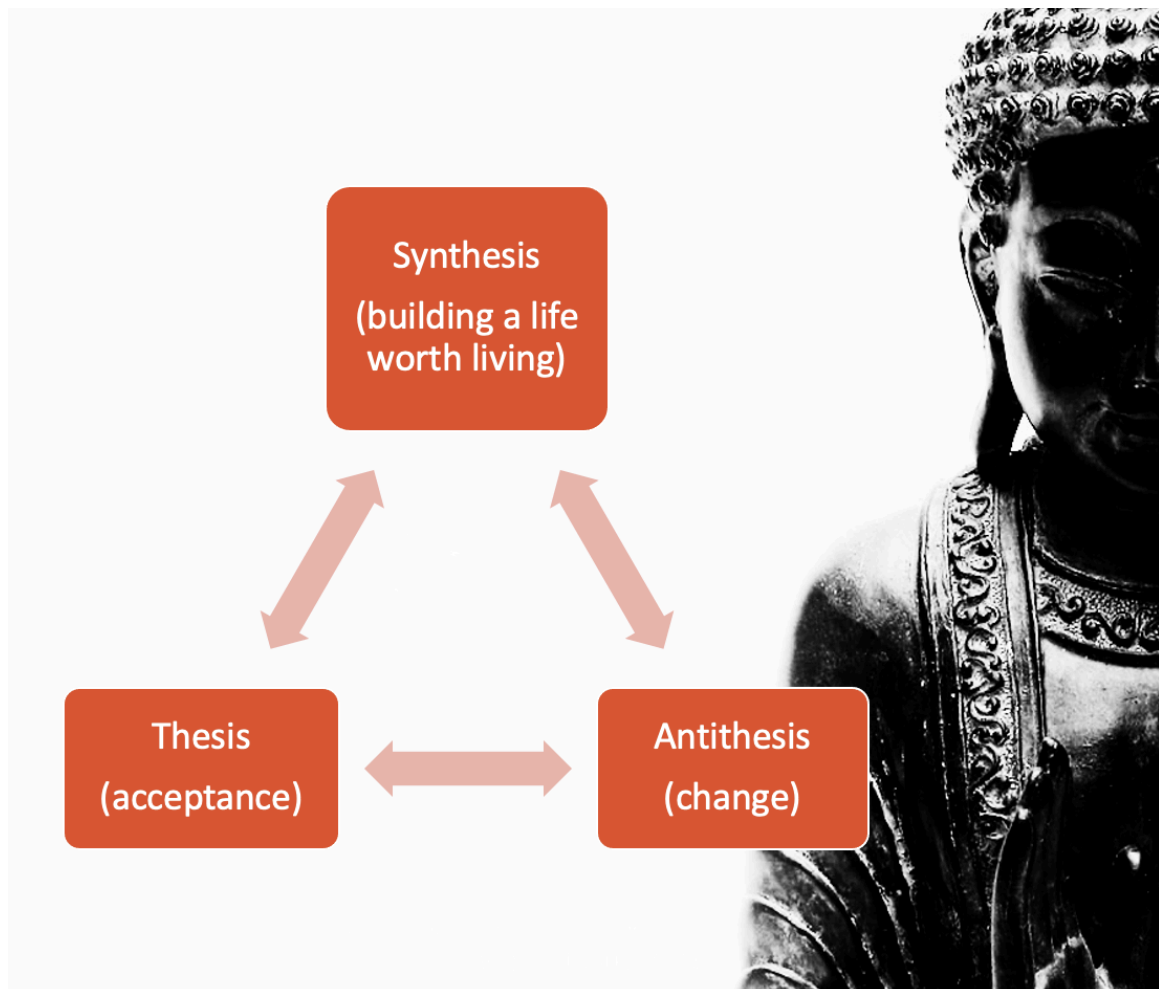 Synthesis
(building a life
worth living)
Thesis
(acceptance)
Antithesis
(change)